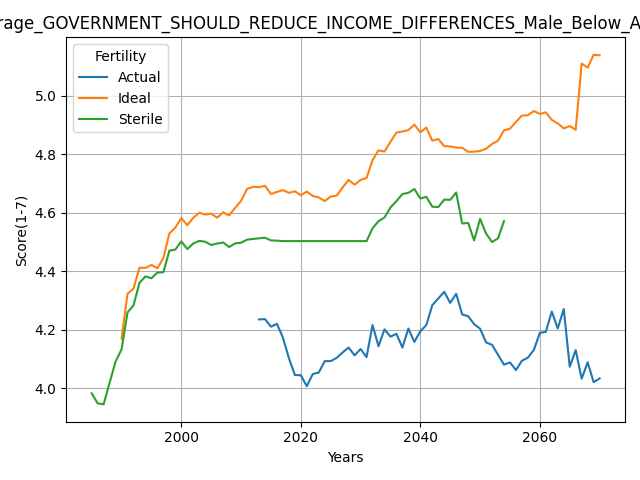 rage_GOVERNMENT_SHOULD_REDUCE_INCOME_DIFFERENCES_Male_Below_A
Fertility
Actual
Ideal
Sterile
Score(1-7)
5.0
4.8
4.6
4.4
4.2
4.0
2000 2020 2040 2060
Years